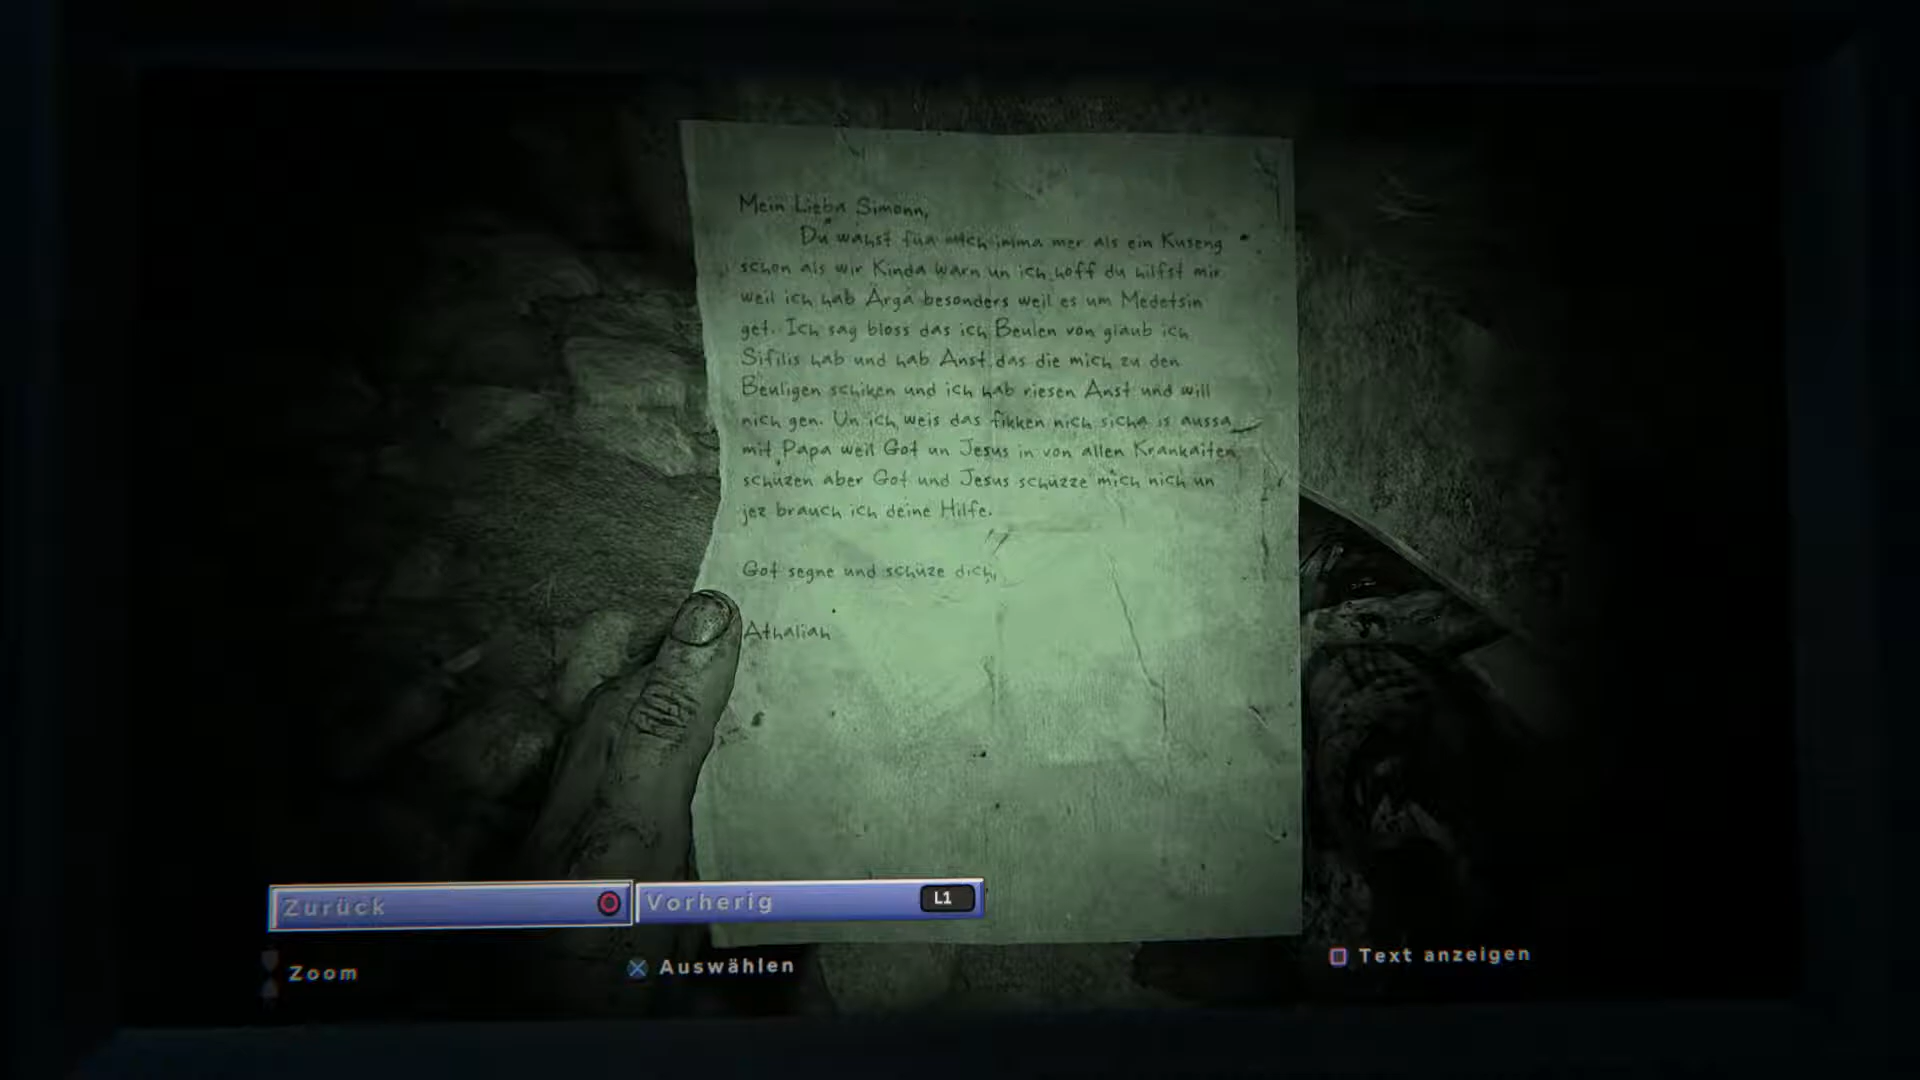 Mein Lieba Simonn,
Du wahst füa mich imma mer als ein Kuseng
schon als wir Kinda warn un ich hoff du hilfst mir
weil ich hab Ärga besonders weil es um Medetsin
get. Ich sag bloss das ich Beulen von glaub ich
Sifilis hab und hab Anst das die mich zu den
Beuligen schiken und ich hab riesen Anst und will
nich gen. Un ich weis das fikken nich sicha is aussa
mit Papa weil Got un Jesus in von allen Krankaiten
schüzen aber Got und Jesus schüzze mich nich un
jez brauch ich deine Hilfe.
Got segne und schüze dich,
Athaliah
Zurück
Vorherig L1
Zoom
Auswählen
Text anzeigen